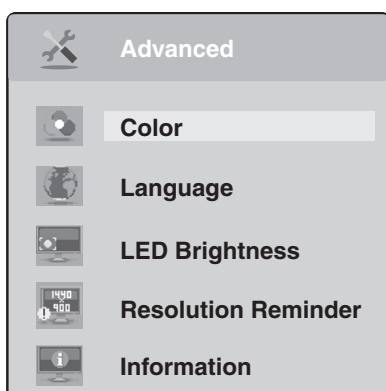 Advanced
Color
Language
LED Brightness
1440
x
900
Resolution Reminder
Information